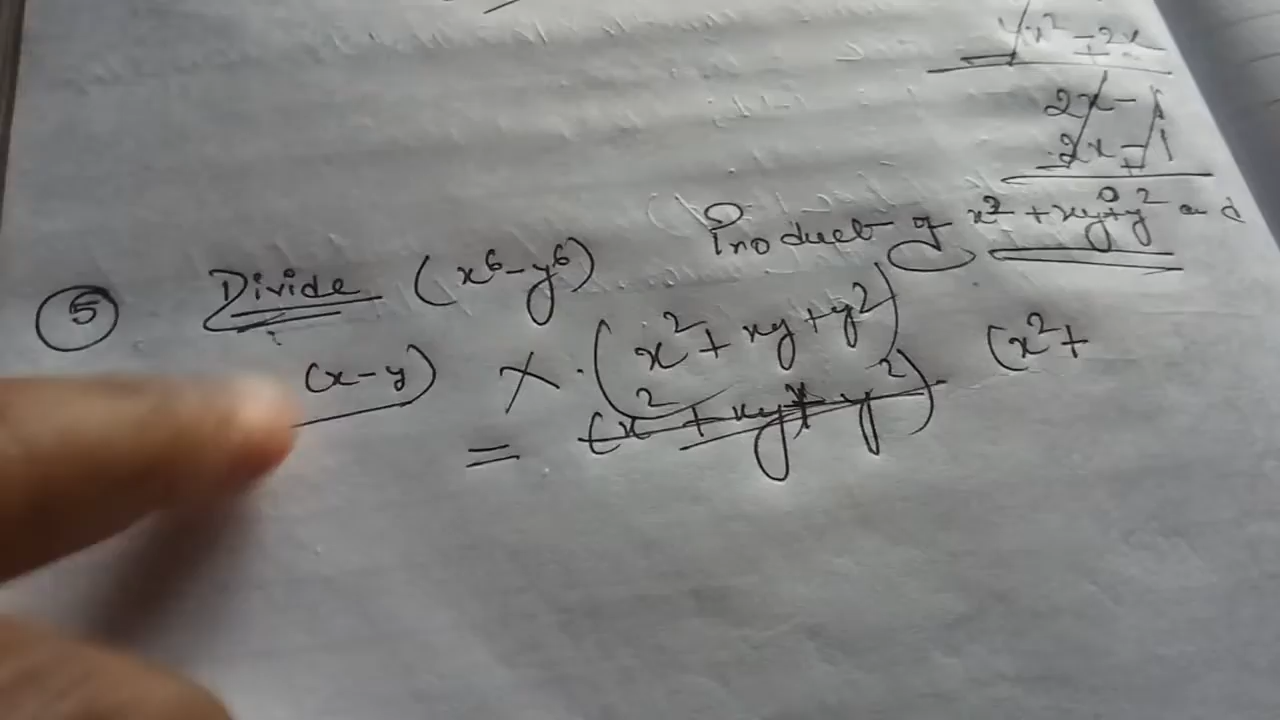 x² - 2x
2x - 1
2x - 1
0
⑤ Divide (x⁶-y⁶) Product of x² + xy + y² and
(x-y) × (x² + xy + y²) (x² +
= (x² + xy + y²)